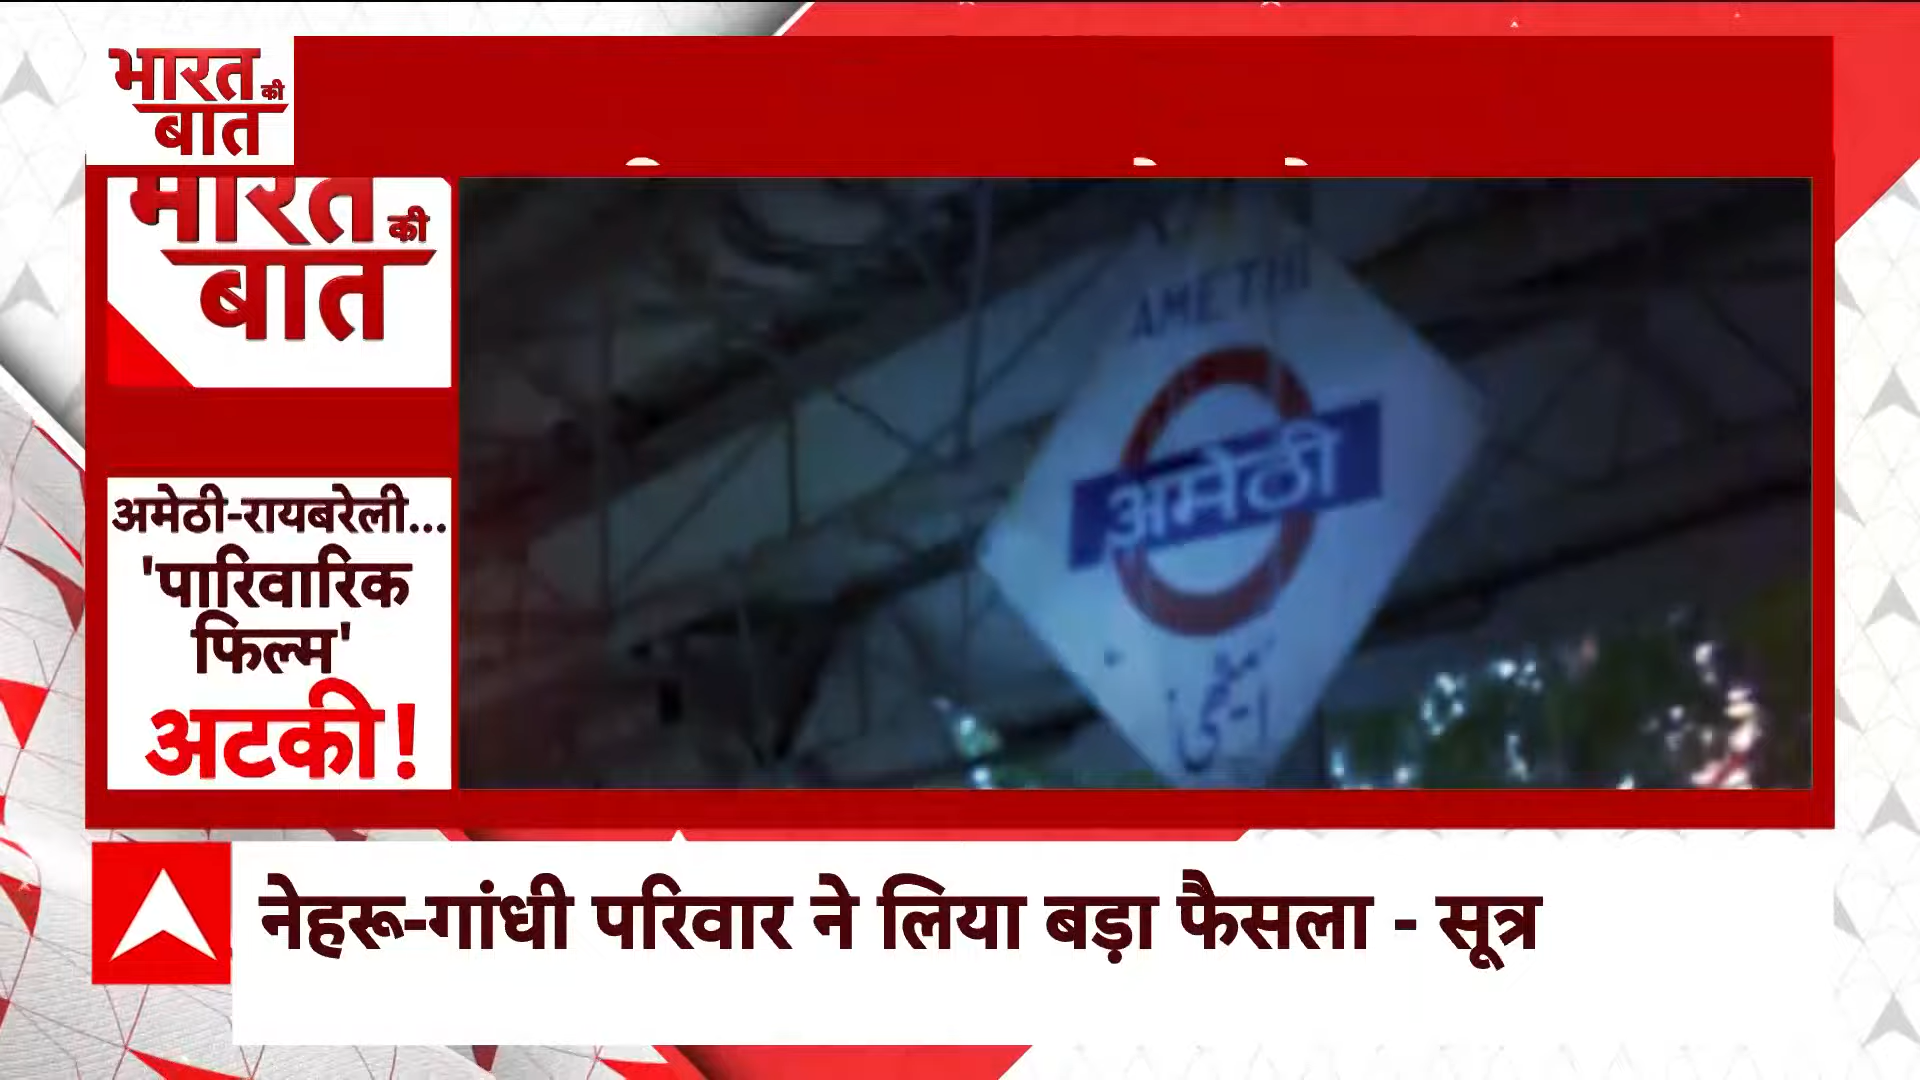 भारत की
बात
भारत की
बात
AMETHI
अमेठी
अमेठी-रायबरेली...
'पारिवारिक
फिल्म'
अटकी!
नेहरू-गांधी परिवार ने लिया बड़ा फैसला - सूत्र